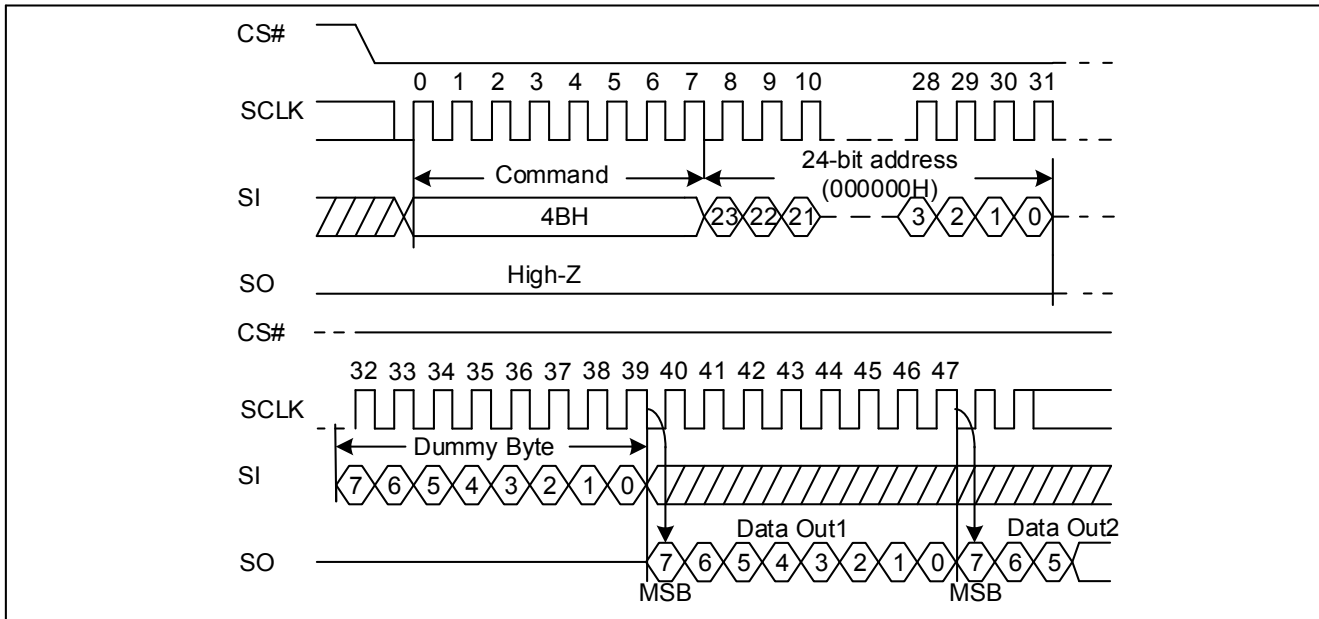 CS#
0 1 2 3 4 5 6 7 8 9 10 28 29 30 31
SCLK
Command 24-bit address
(000000H)
SI
4BH 23 22 21 3 2 1 0
High-Z
SO
CS#
32 33 34 35 36 37 38 39 40 41 42 43 44 45 46 47
SCLK
Dummy Byte
SI
7 6 5 4 3 2 1 0
Data Out1 Data Out2
SO
7 6 5 4 3 2 1 0 7 6 5
MSB MSB